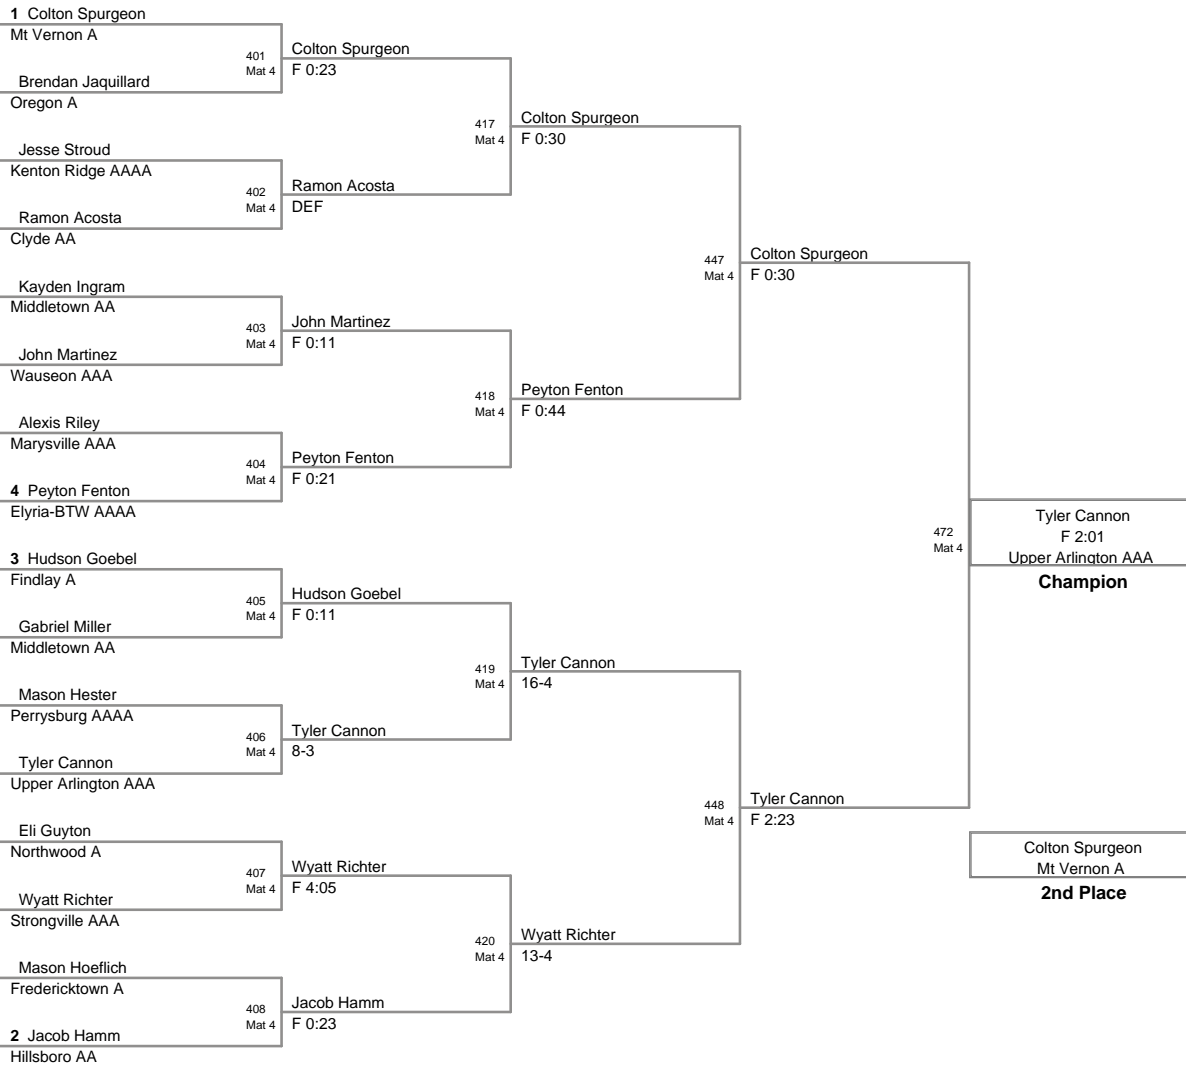 1 Colton Spurgeon
Mt Vernon A
401
Mat 4
Colton Spurgeon
F 0:23
Brendan Jaquillard
Oregon A
417
Mat 4
Colton Spurgeon
F 0:30
Jesse Stroud
Kenton Ridge AAAA
402
Mat 4
Ramon Acosta
DEF
Ramon Acosta
Clyde AA
447
Mat 4
Colton Spurgeon
F 0:30
Kayden Ingram
Middletown AA
403
Mat 4
John Martinez
F 0:11
John Martinez
Wauseon AAA
418
Mat 4
Peyton Fenton
F 0:44
Alexis Riley
Marysville AAA
404
Mat 4
Peyton Fenton
F 0:21
4 Peyton Fenton
Elyria-BTW AAAA
472
Mat 4
Tyler Cannon
F 2:01
Upper Arlington AAA
Champion
3 Hudson Goebel
Findlay A
405
Mat 4
Hudson Goebel
F 0:11
Gabriel Miller
Middletown AA
419
Mat 4
Tyler Cannon
16-4
Mason Hester
Perrysburg AAAA
406
Mat 4
Tyler Cannon
8-3
Tyler Cannon
Upper Arlington AAA
448
Mat 4
Tyler Cannon
F 2:23
Eli Guyton
Northwood A
407
Mat 4
Wyatt Richter
F 4:05
Colton Spurgeon
Mt Vernon A
2nd Place
Wyatt Richter
Strongville AAA
420
Mat 4
Wyatt Richter
13-4
Mason Hoeflich
Fredericktown A
408
Mat 4
Jacob Hamm
F 0:23
2 Jacob Hamm
Hillsboro AA